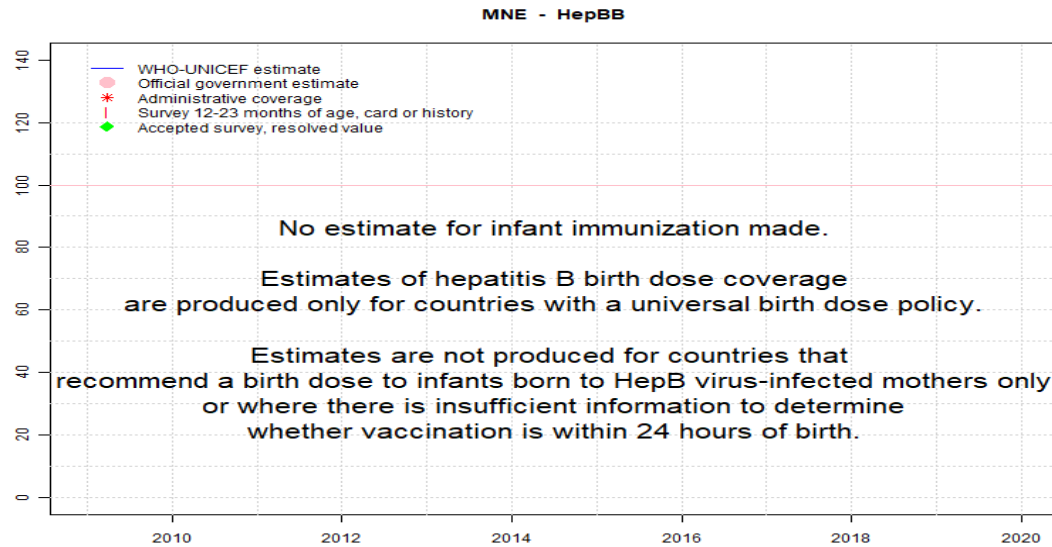 MNE - HepBB
140
120
100
80
60
40
20
0
WHO-UNICEF estimate
Official government estimate
Administrative coverage
Survey 12-23 months of age, card or history
Accepted survey, resolved value
No estimate for infant immunization made.
Estimates of hepatitis B birth dose coverage
are produced only for countries with a universal birth dose policy.
Estimates are not produced for countries that
recommend a birth dose to infants born to HepB virus-infected mothers only
or where there is insufficient information to determine
whether vaccination is within 24 hours of birth.
2010 2012 2014 2016 2018 2020